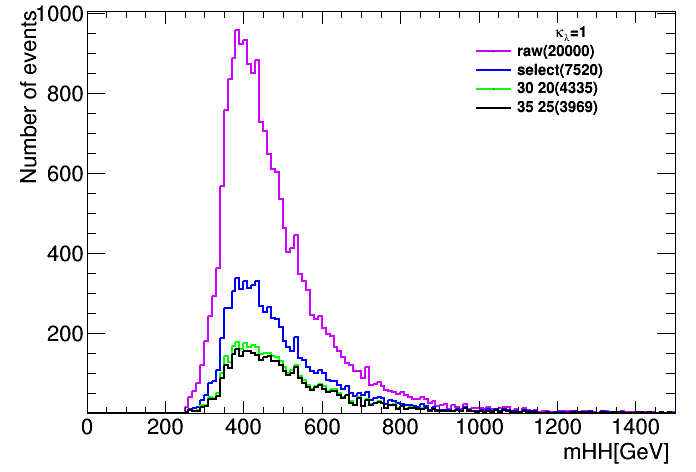 Number of events
1000
800
600
400
200
κλ=1
raw(20000)
select(7520)
30 20(4335)
35 25(3969)
0 200 400 600 800 1000 1200 1400
mHH[GeV]